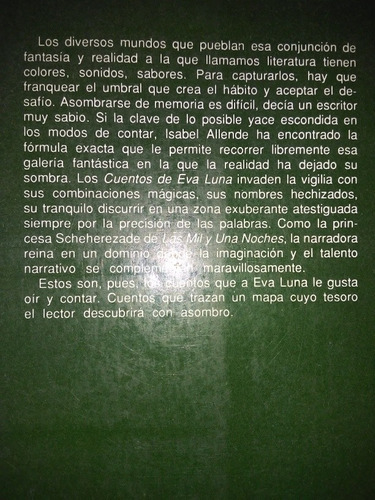 Los diversos mundos que pueblan esa conjunción de
fantasía y realidad a la que llamamos literatura tienen
colores, sonidos, sabores. Para capturarlos, hay que
franquear el umbral que crea el hábito y aceptar el de-
safío. Asombrarse de memoria es difícil, decía un escritor
muy sabio. Si la clave de lo posible yace escondida
en los modos de contar, Isabel Allende ha encontrado la
fórmula exacta que le permite recorrer libremente esa
galería fantástica en la que la realidad ha dejado su
sombra. Los Cuentos de Eva Luna invaden la vigilia con
sus combinaciones mágicas, sus nombres hechizados,
su tranquilo discurrir en una zona exuberante atestiguada
siempre por la precisión de las palabras. Como la prin-
cesa Scheherezade de Las Mil y Una Noches, la narradora
reina en un dominio donde la imaginación y el talento
narrativo se complementan maravillosamente.
Estos son, pues, los cuentos que a Eva Luna le gusta
oír y contar. Cuentos que trazan un mapa cuyo tesoro
el lector descubrirá con asombro.